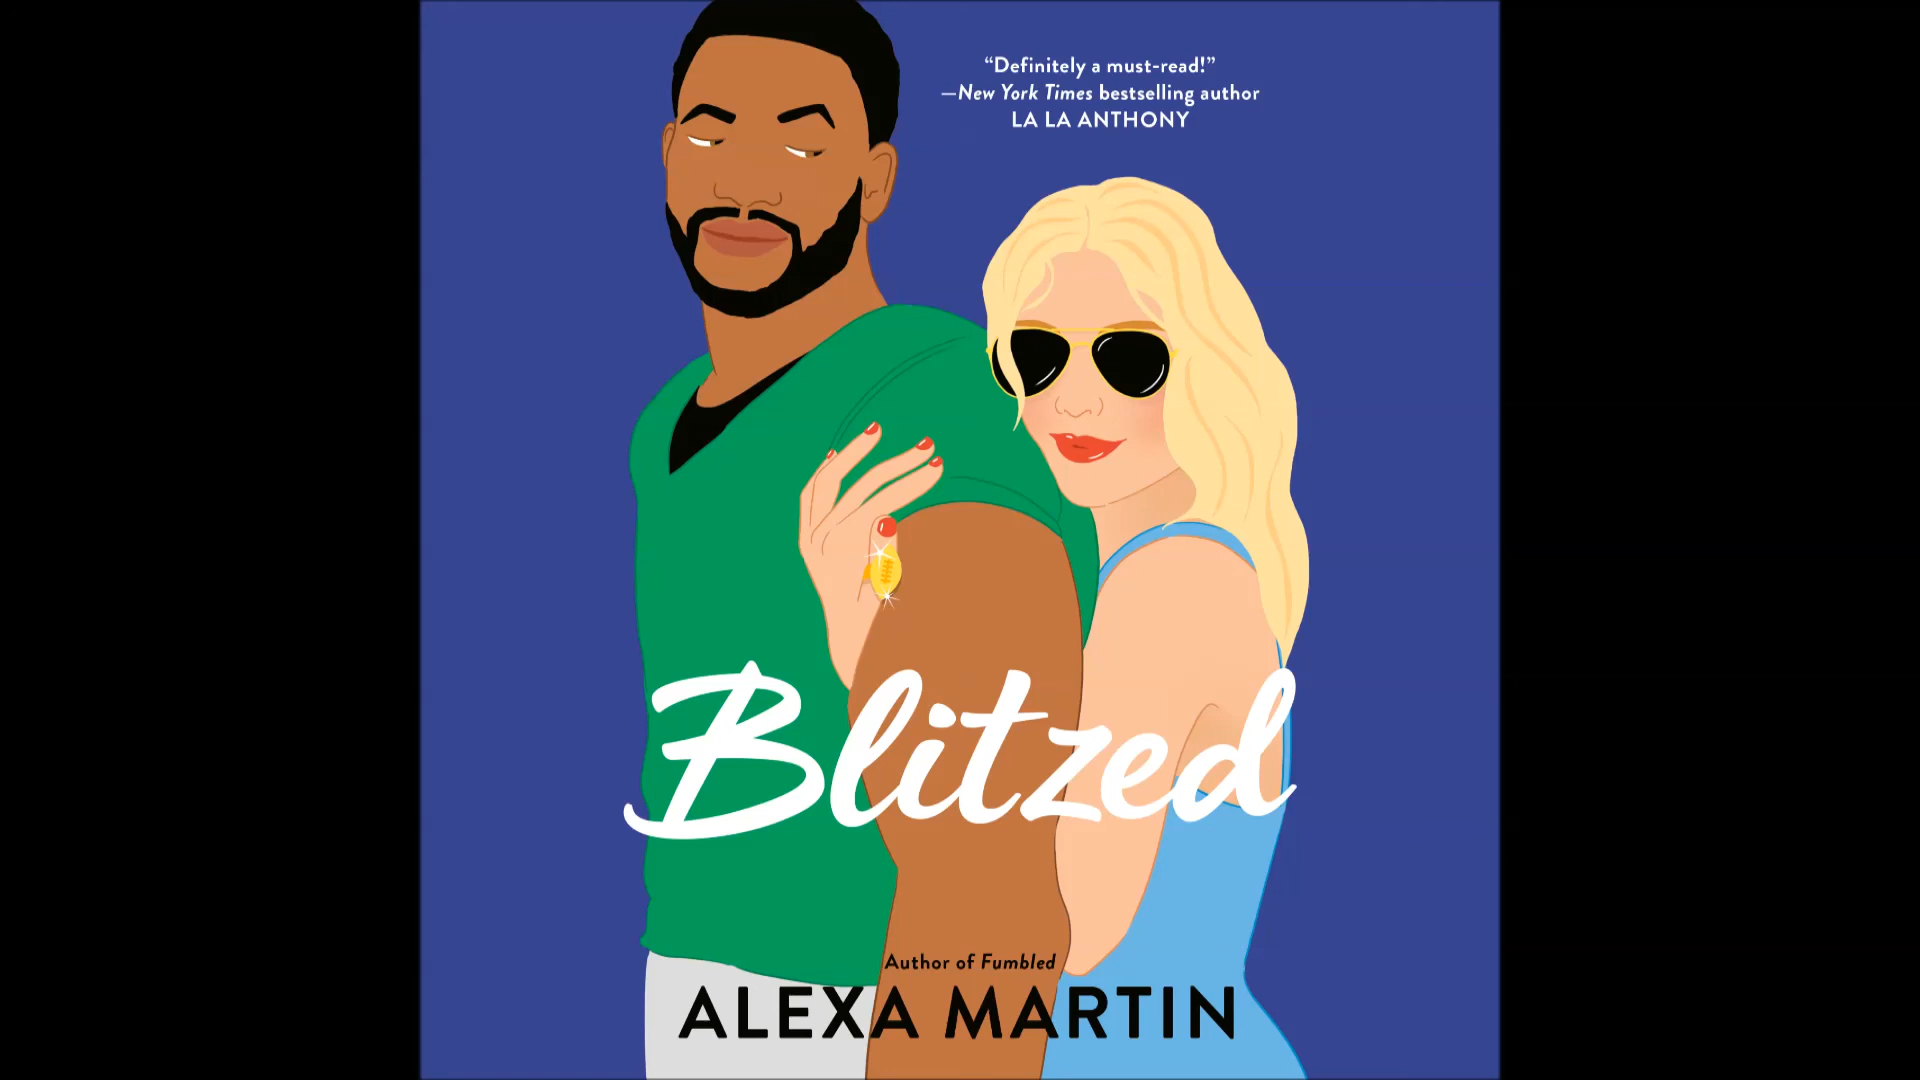 “Definitely a must-read!”
—New York Times bestselling author
LA LA ANTHONY
Blitzed
Author of Fumbled
ALEXA MARTIN